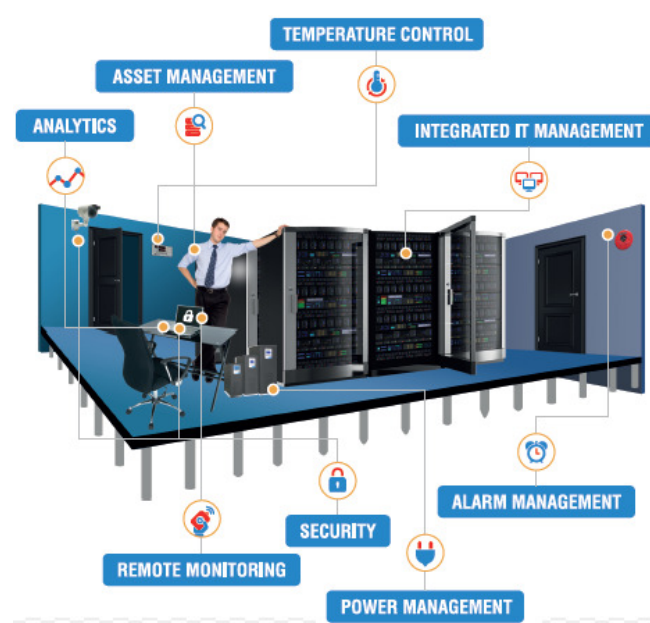 TEMPERATURE CONTROL
ASSET MANAGEMENT
ANALYTICS
INTEGRATED IT MANAGEMENT
ALARM MANAGEMENT
SECURITY
REMOTE MONITORING
POWER MANAGEMENT